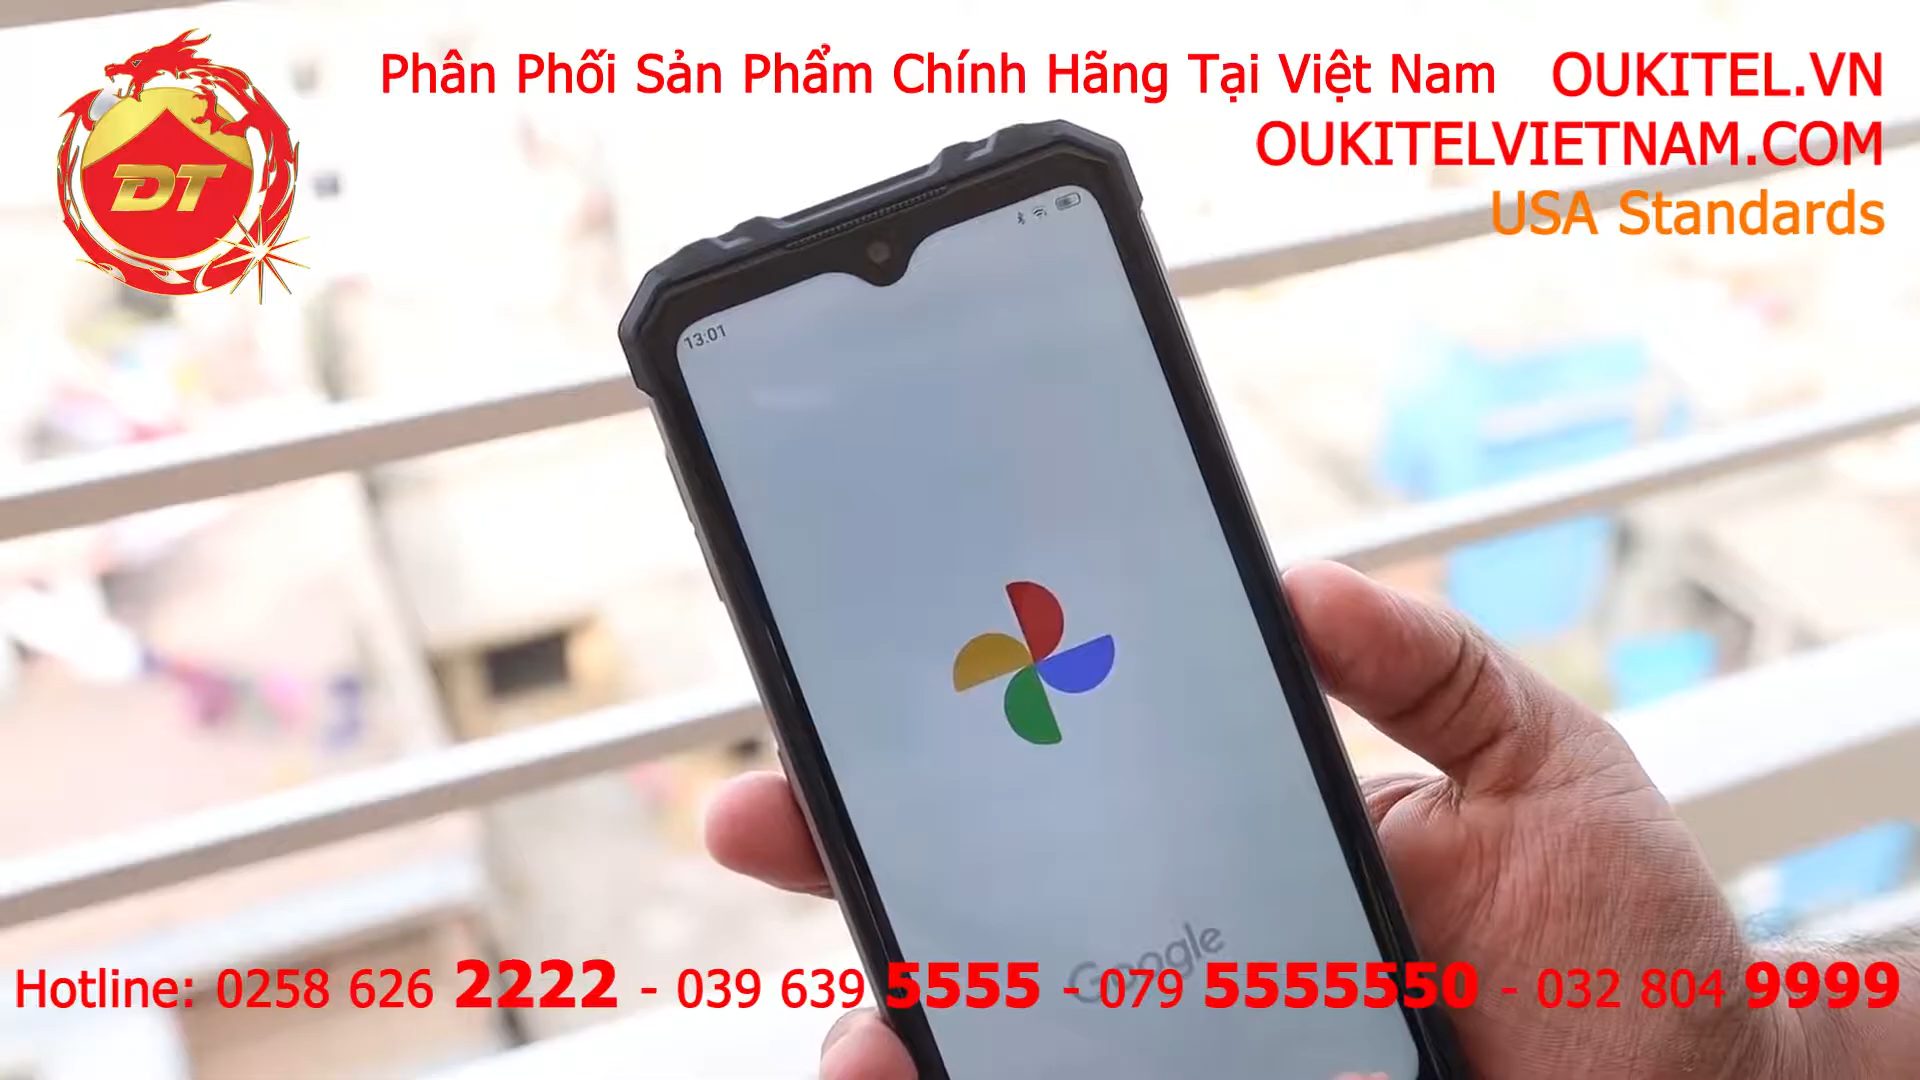 Phân Phối Sản Phẩm Chính Hãng Tại Việt Nam OUKITEL.VN
OUKITELVIETNAM.COM
USA Standards
DT
13:01
Google
Hotline: 0258 626 2222 - 039 639 5555 - 079 5555550 - 032 804 9999